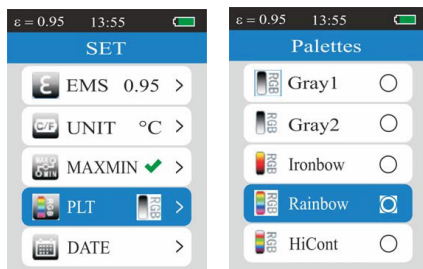 ε = 0.95 13:55
SET
ε EMS 0.95 >
C/F UNIT °C >
MAX MIN MAXMIN ✔ >
PLT RGB >
DATE >
ε = 0.95 13:55
Palettes
RGB Gray1
RGB Gray2
RGB Ironbow
RGB Rainbow
RGB HiCont